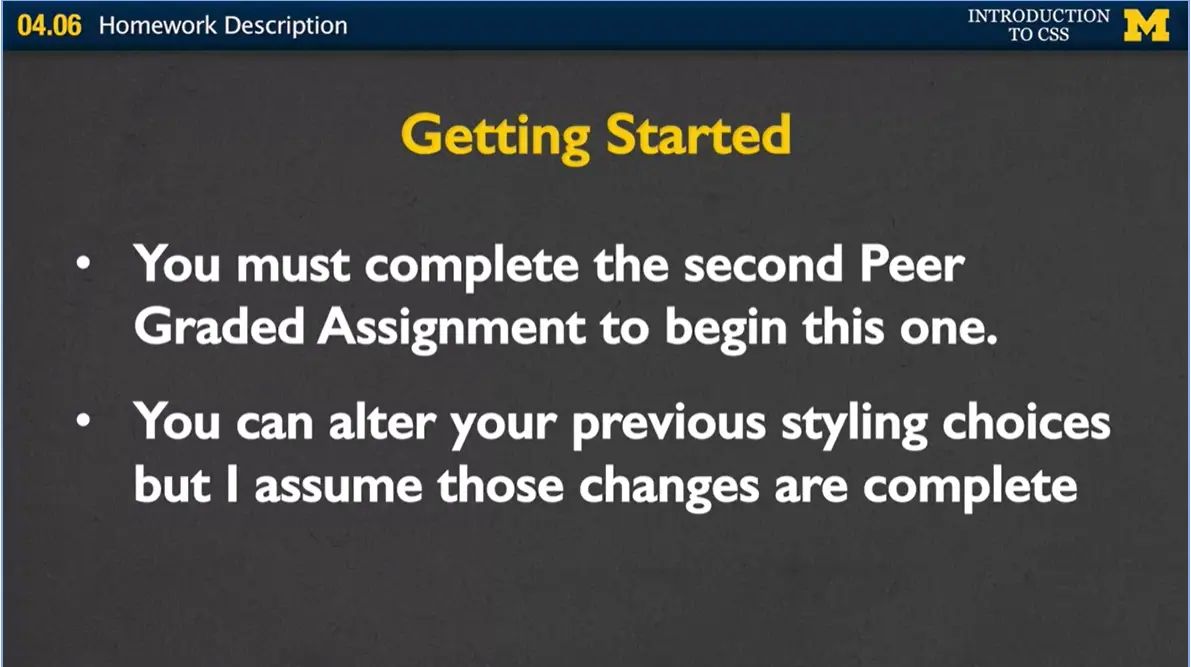 04.06 Homework Description
INTRODUCTION
TO CSS
M
Getting Started
• You must complete the second Peer
Graded Assignment to begin this one.
• You can alter your previous styling choices
but I assume those changes are complete